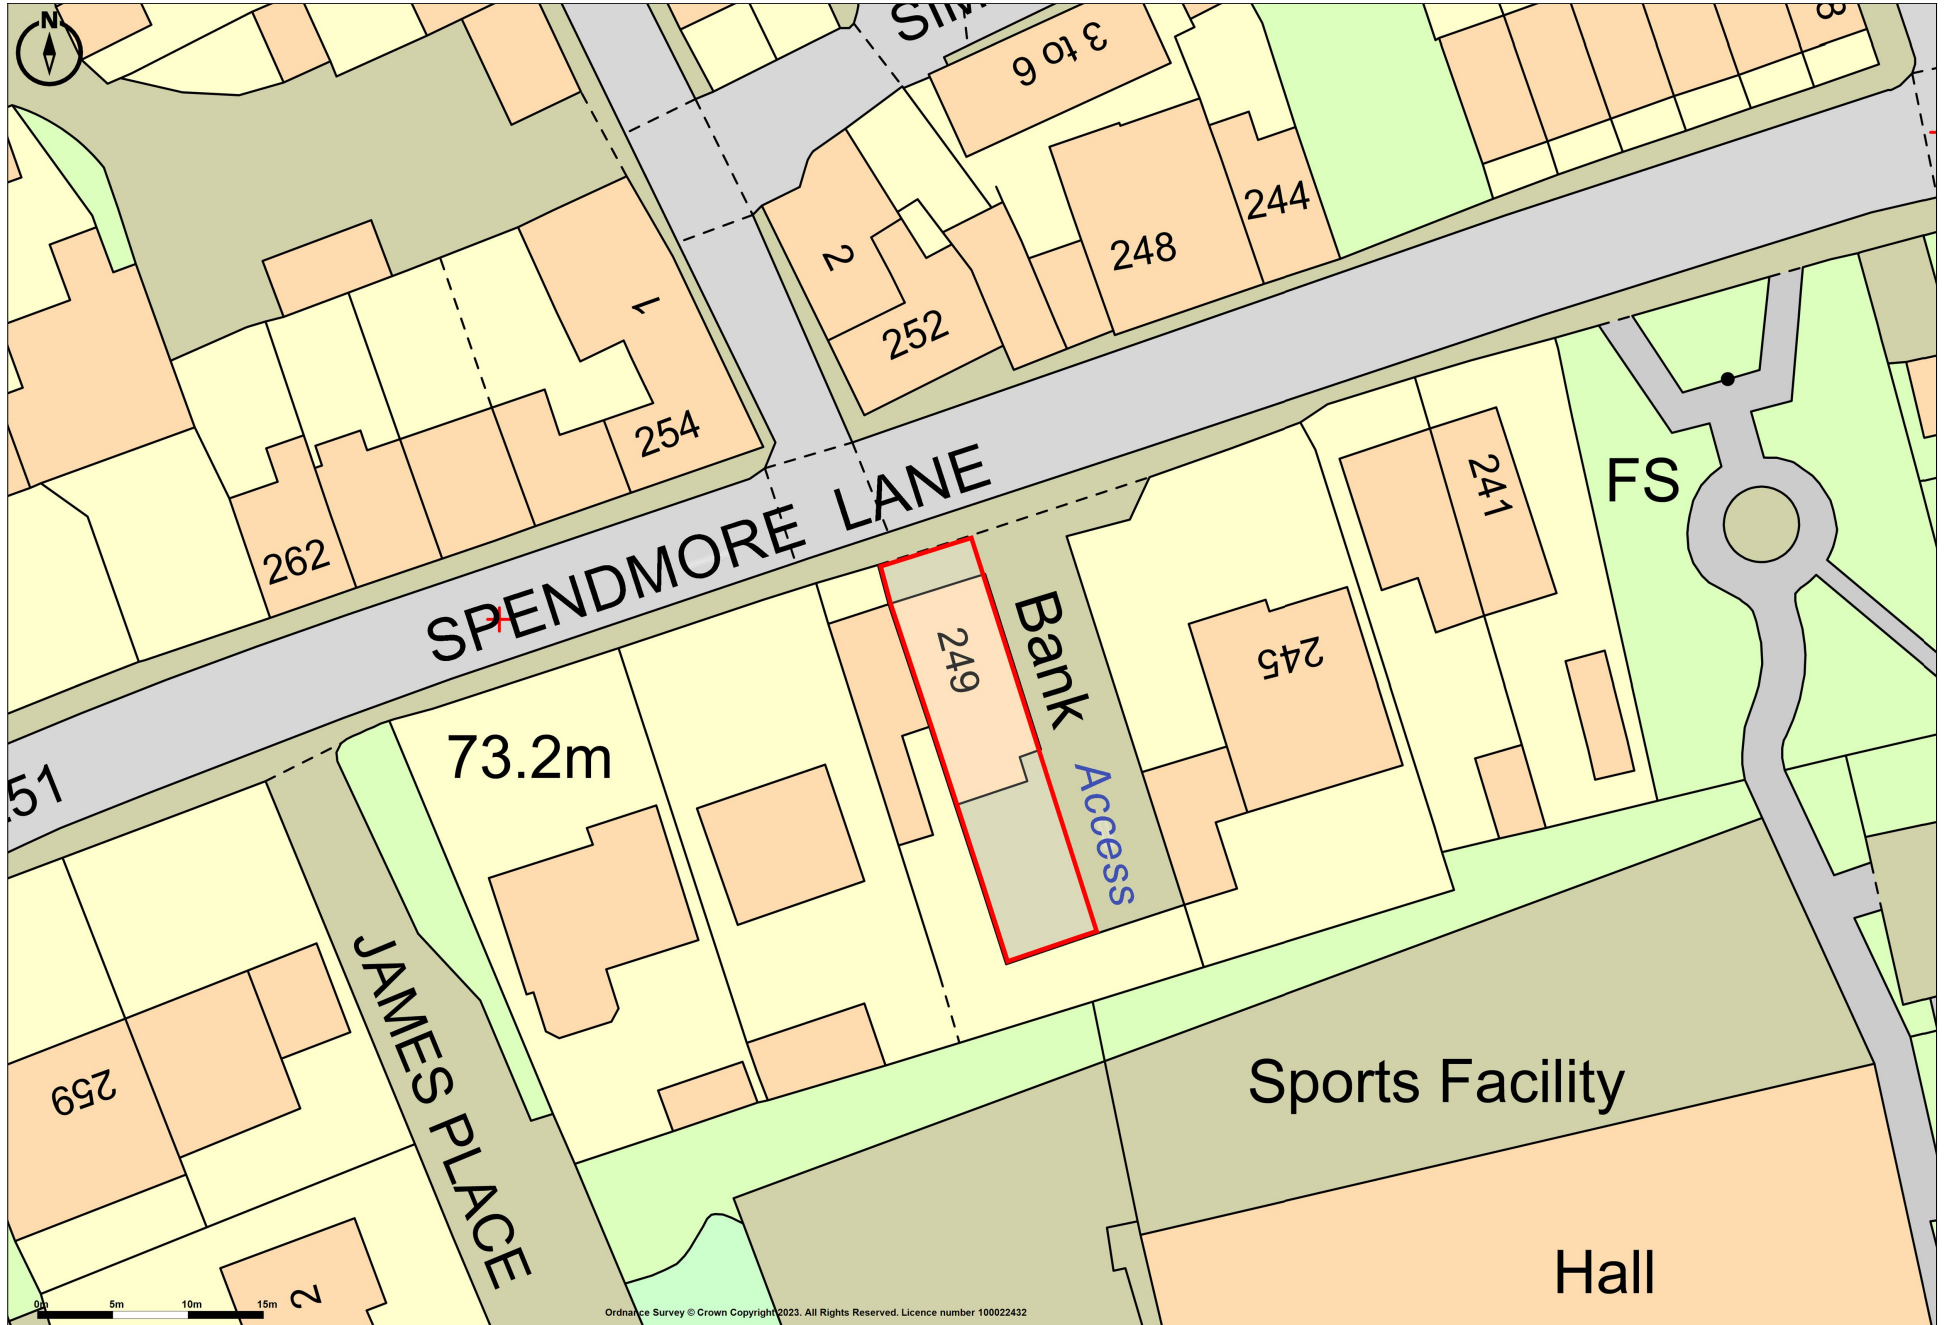 N
3 to 6
8
244
248
2
1
252
254
262
SPENDMORE LANE
FS
241
249
Bank
245
73.2m
Access
51
JAMES PLACE
259
Sports Facility
Hall
2
0m 5m 10m 15m
Ordnance Survey © Crown Copyright 2023. All Rights Reserved. Licence number 100022432